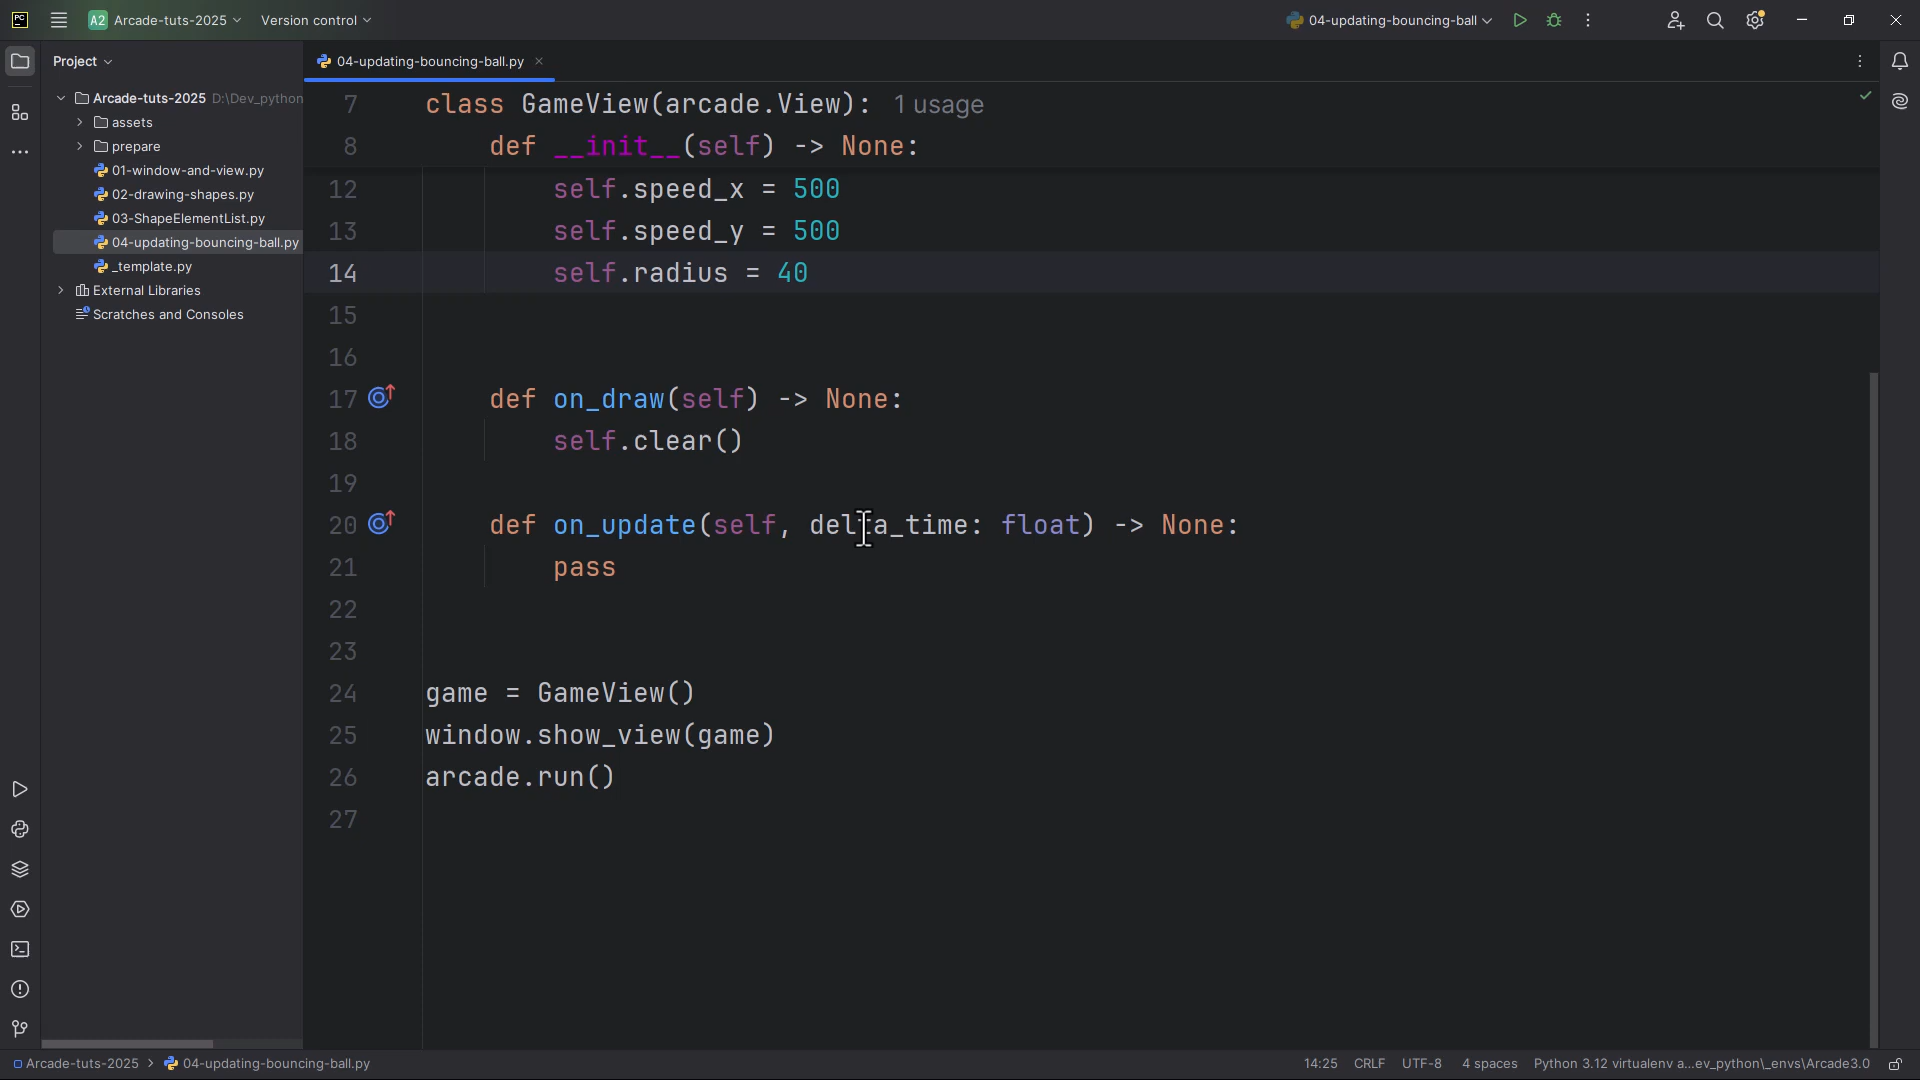 PC
A2 Arcade-tuts-2025
Version control
04-updating-bouncing-ball
Project
04-updating-bouncing-ball.py
Arcade-tuts-2025 D:\Dev_python
assets
prepare
01-window-and-view.py
02-drawing-shapes.py
03-ShapeElementList.py
04-updating-bouncing-ball.py
_template.py
External Libraries
Scratches and Consoles
7 class GameView(arcade.View): 1 usage
8 def __init__(self) -> None:
12 self.speed_x = 500
13 self.speed_y = 500
14 self.radius = 40
15
16
17 def on_draw(self) -> None:
18 self.clear()
19
20 def on_update(self, delta_time: float) -> None:
21 pass
22
23
24 game = GameView()
25 window.show_view(game)
26 arcade.run()
27
Arcade-tuts-2025 > 04-updating-bouncing-ball.py
14:25 CRLF UTF-8 4 spaces Python 3.12 virtualenv a...ev_python\_envs\Arcade3.0